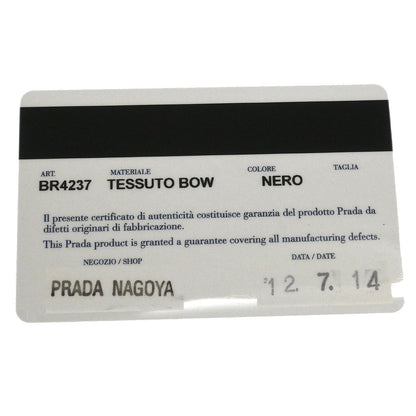 ART. MATERIALE COLORE TAGLIA
BR4237 TESSUTO BOW NERO
Il presente certificato di autenticità costituisce garanzia del prodotto Prada da
difetti originari di fabbricazione.
This Prada product is granted a guarantee covering all manufacturing defects.
NEGOZIO / SHOP DATA / DATE
PRADA NAGOYA 12. 7. 14